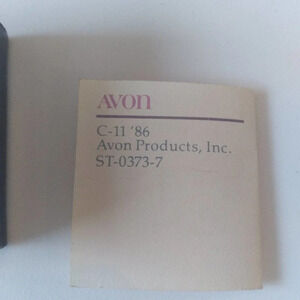 AVON
C-11 '86
Avon Products, Inc.
ST-0373-7